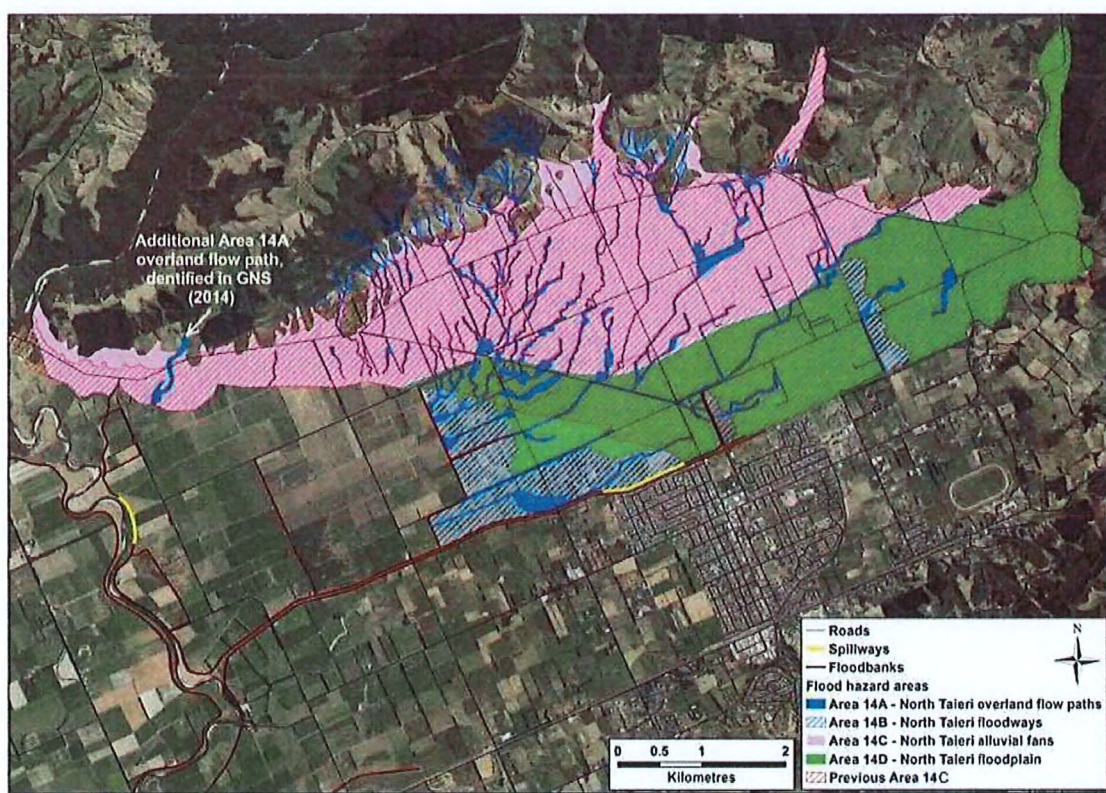 Additional Area 14A
overland flow path,
dentified in GNS
(2014)
Roads
Spillways
Floodbanks
Flood hazard areas
Area 14A - North Taieri overland flow paths
Area 14B - North Taieri floodways
Area 14C - North Taieri alluvial fans
Area 14D - North Taieri floodplain
Previous Area 14C
N
0 0.5 1 2
Kilometres